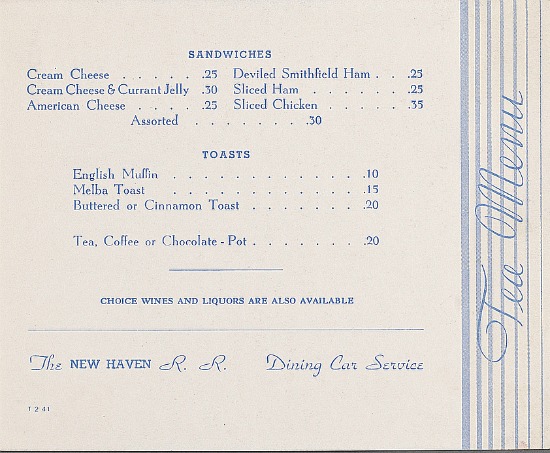 SANDWICHES
Cream Cheese . . . . . .25 Deviled Smithfield Ham . . .25
Cream Cheese & Currant Jelly .30 Sliced Ham . . . . . . .25
American Cheese . . . . .25 Sliced Chicken . . . . . .35
Assorted . . . . . . . . .30
TOASTS
English Muffin . . . . . . . . . . . . .10
Melba Toast . . . . . . . . . . . . .15
Buttered or Cinnamon Toast . . . . . . . .20
Tea, Coffee or Chocolate - Pot . . . . . . . .20
CHOICE WINES AND LIQUORS ARE ALSO AVAILABLE
The NEW HAVEN R. R. Dining Car Service
1 2 41
Tea Menu